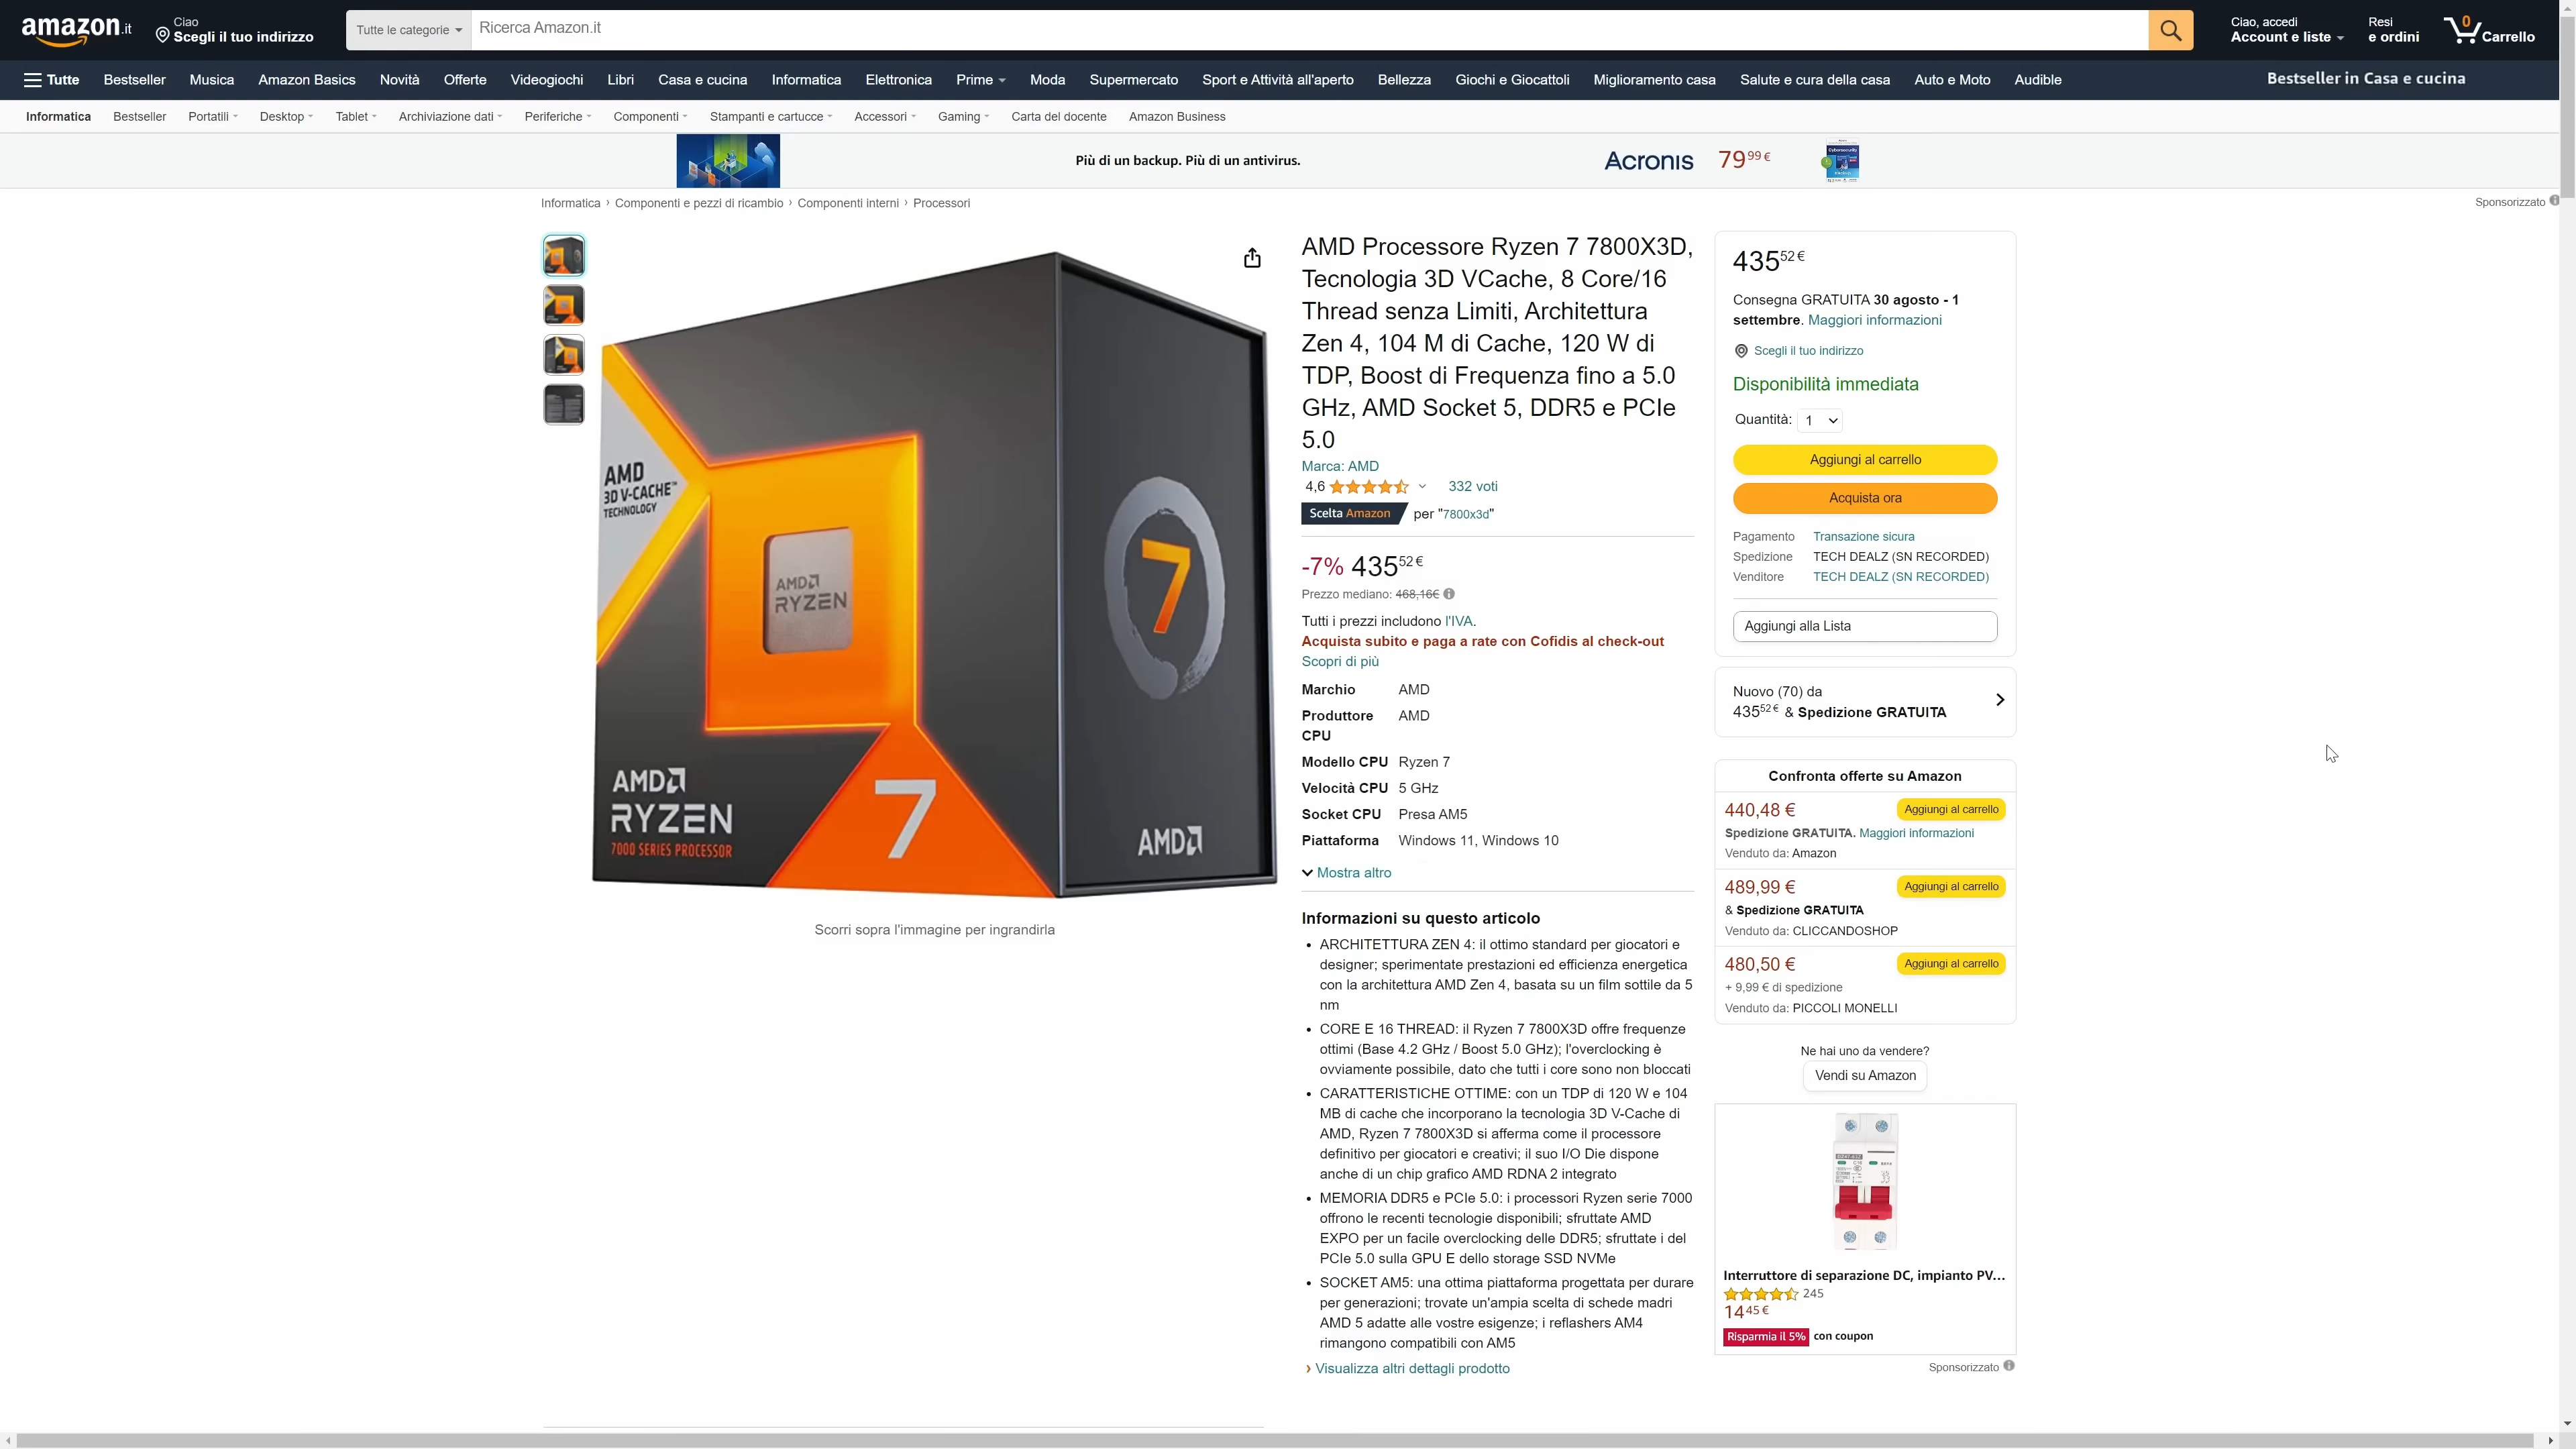 amazon.it
Ciao
Scegli il tuo indirizzo
Tutte le categorie
Ricerca Amazon.it
Ciao, accedi
Account e liste
Resi
e ordini
0
Carrello
Tutte
Bestseller
Musica
Amazon Basics
Novità
Offerte
Videogiochi
Libri
Casa e cucina
Informatica
Elettronica
Prime
Moda
Supermercato
Sport e Attività all'aperto
Bellezza
Giochi e Giocattoli
Miglioramento casa
Salute e cura della casa
Auto e Moto
Audible
Bestseller in Casa e cucina
Informatica
Bestseller
Portatili
Desktop
Tablet
Archiviazione dati
Periferiche
Componenti
Stampanti e cartucce
Accessori
Gaming
Carta del docente
Amazon Business
Più di un backup. Più di un antivirus.
Acronis
79 99 €
Informatica › Componenti e pezzi di ricambio › Componenti interni › Processori
Sponsorizzato
AMD
3D V-CACHE™
TECHNOLOGY
AMD
RYZEN
AMD
RYZEN
7000 SERIES PROCESSOR
7
7
AMD
Scorri sopra l'immagine per ingrandirla
AMD Processore Ryzen 7 7800X3D,
Tecnologia 3D VCache, 8 Core/16
Thread senza Limiti, Architettura
Zen 4, 104 M di Cache, 120 W di
TDP, Boost di Frequenza fino a 5.0
GHz, AMD Socket 5, DDR5 e PCIe
5.0
Marca: AMD
4,6
332 voti
Scelta Amazon per "7800x3d"
-7% 435 52 €
Prezzo mediano: 468,16€
Tutti i prezzi includono l'IVA.
Acquista subito e paga a rate con Cofidis al check-out
Scopri di più
Marchio AMD
Produttore AMD
CPU
Modello CPU Ryzen 7
Velocità CPU 5 GHz
Socket CPU Presa AM5
Piattaforma Windows 11, Windows 10
Mostra altro
Informazioni su questo articolo
• ARCHITETTURA ZEN 4: il ottimo standard per giocatori e
designer; sperimentate prestazioni ed efficienza energetica
con la architettura AMD Zen 4, basata su un film sottile da 5
nm
• CORE E 16 THREAD: il Ryzen 7 7800X3D offre frequenze
ottimi (Base 4.2 GHz / Boost 5.0 GHz); l'overclocking è
ovviamente possibile, dato che tutti i core sono non bloccati
• CARATTERISTICHE OTTIME: con un TDP di 120 W e 104
MB di cache che incorporano la tecnologia 3D V-Cache di
AMD, Ryzen 7 7800X3D si afferma come il processore
definitivo per giocatori e creativi; il suo I/O Die dispone
anche di un chip grafico AMD RDNA 2 integrato
• MEMORIA DDR5 e PCIe 5.0: i processori Ryzen serie 7000
offrono le recenti tecnologie disponibili; sfruttate AMD
EXPO per un facile overclocking delle DDR5; sfruttate i del
PCIe 5.0 sulla GPU E dello storage SSD NVMe
• SOCKET AM5: una ottima piattaforma progettata per durare
per generazioni; trovate un'ampia scelta di schede madri
AMD 5 adatte alle vostre esigenze; i reflashers AM4
rimangono compatibili con AM5
› Visualizza altri dettagli prodotto
435 52 €
Consegna GRATUITA 30 agosto - 1
settembre. Maggiori informazioni
Scegli il tuo indirizzo
Disponibilità immediata
Quantità: 1
Aggiungi al carrello
Acquista ora
Pagamento Transazione sicura
Spedizione TECH DEALZ (SN RECORDED)
Venditore TECH DEALZ (SN RECORDED)
Aggiungi alla Lista
Nuovo (70) da
435 52 € & Spedizione GRATUITA
Confronta offerte su Amazon
440,48 €
Aggiungi al carrello
Spedizione GRATUITA. Maggiori informazioni
Venduto da: Amazon
489,99 €
Aggiungi al carrello
& Spedizione GRATUITA
Venduto da: CLICCANDOSHOP
480,50 €
Aggiungi al carrello
+ 9,99 € di spedizione
Venduto da: PICCOLI MONELLI
Ne hai uno da vendere?
Vendi su Amazon
Interruttore di separazione DC, impianto PV...
245
14 45 €
Risparmia il 5% con coupon
Sponsorizzato